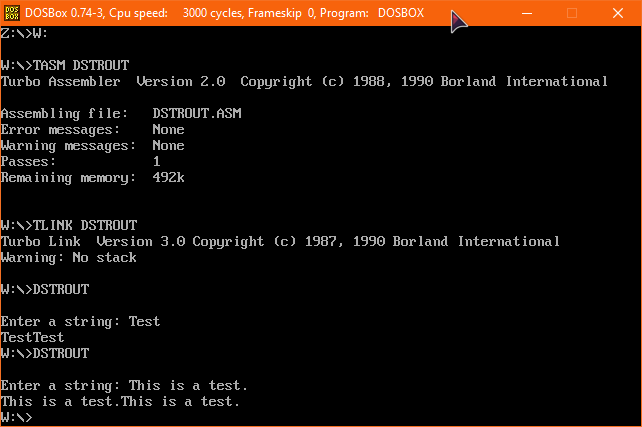 DOS
BOX
DOSBox 0.74-3, Cpu speed: 3000 cycles, Frameskip 0, Program: DOSBOX
Z:\>W:
W:\>TASM DSTROUT
Turbo Assembler Version 2.0 Copyright (c) 1988, 1990 Borland International
Assembling file: DSTROUT.ASM
Error messages: None
Warning messages: None
Passes: 1
Remaining memory: 492k
W:\>TLINK DSTROUT
Turbo Link Version 3.0 Copyright (c) 1987, 1990 Borland International
Warning: No stack
W:\>DSTROUT
Enter a string: Test
TestTest
W:\>DSTROUT
Enter a string: This is a test.
This is a test.This is a test.
W:\>